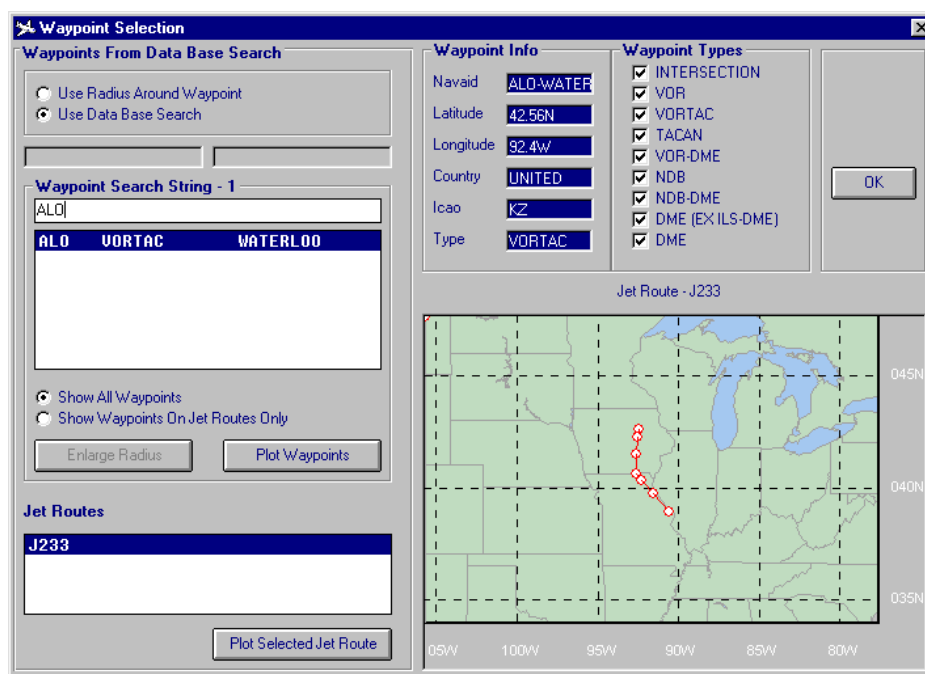 Waypoint Selection
Waypoints From Data Base Search
Use Radius Around Waypoint
Use Data Base Search
Waypoint Search String - 1
ALO
ALO VORTAC WATERLOO
Show All Waypoints
Show Waypoints On Jet Routes Only
Enlarge Radius
Plot Waypoints
Jet Routes
J233
Plot Selected Jet Route
Waypoint Info
Navaid ALO-WATER
Latitude 42.56N
Longitude 92.4W
Country UNITED
Icao KZ
Type VORTAC
Waypoint Types
INTERSECTION
VOR
VORTAC
TACAN
VOR-DME
NDB
NDB-DME
DME (EX ILS-DME)
DME
OK
Jet Route - J233
045N
040N
035N
05W 100W 95W 90W 85W 80W